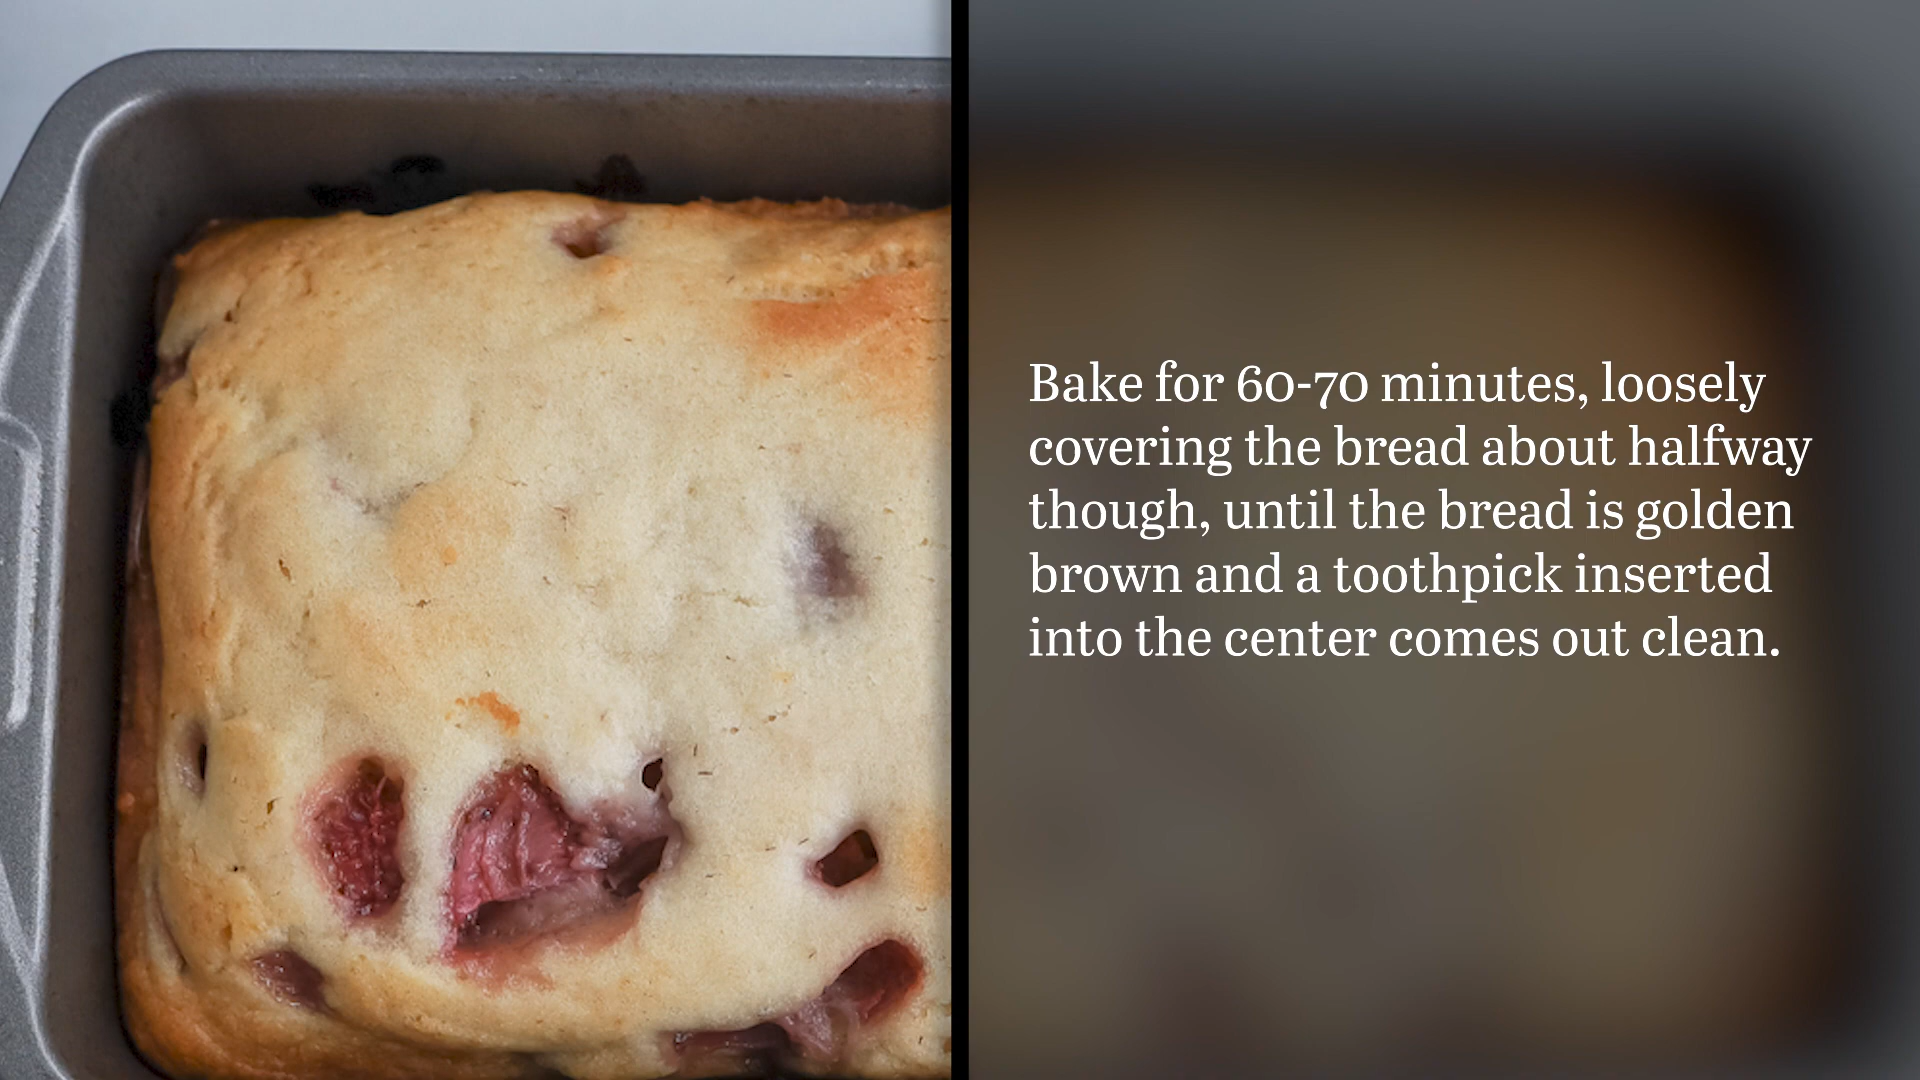 Bake for 60-70 minutes, loosely
covering the bread about halfway
though, until the bread is golden
brown and a toothpick inserted
into the center comes out clean.